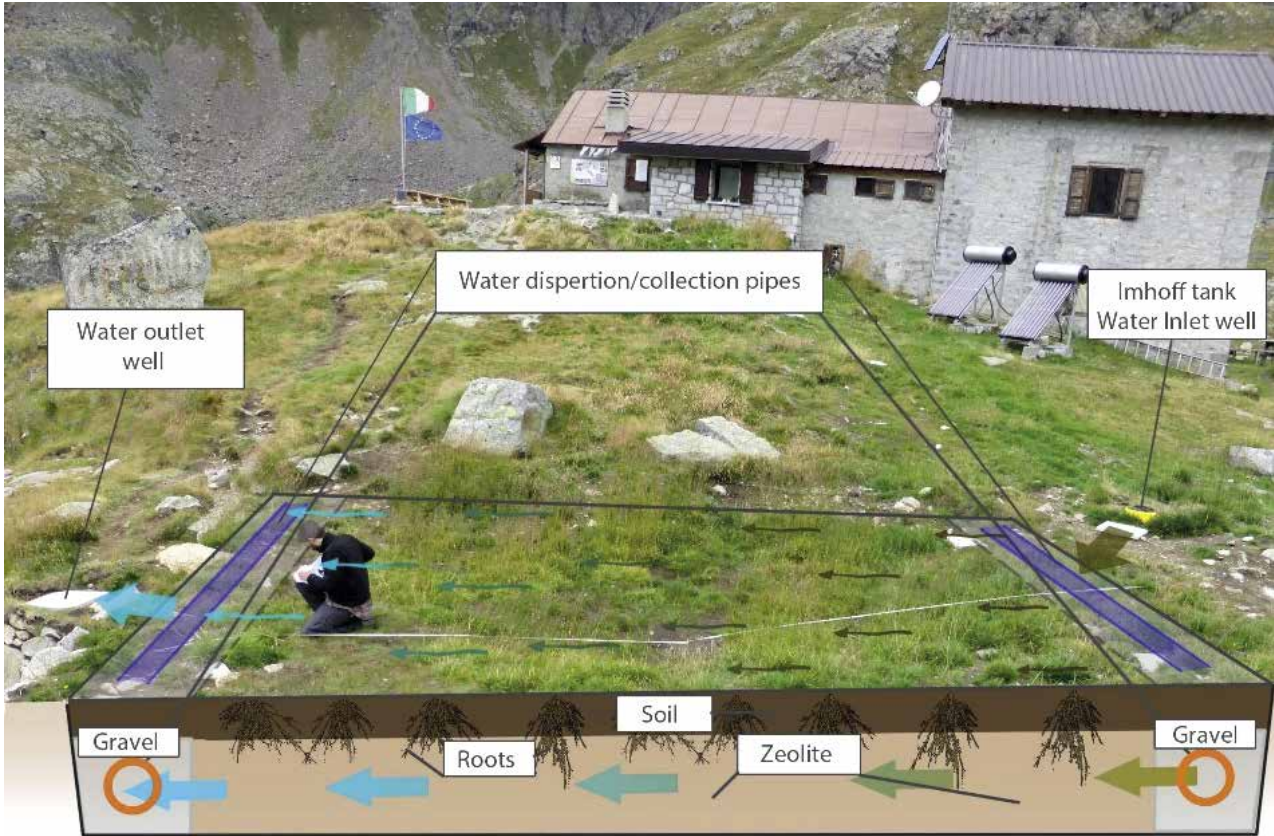 Water dispertion/collection pipes
Imhoff tank
Water Inlet well
Water outlet
well
Soil
Gravel
Gravel
Roots
Zeolite